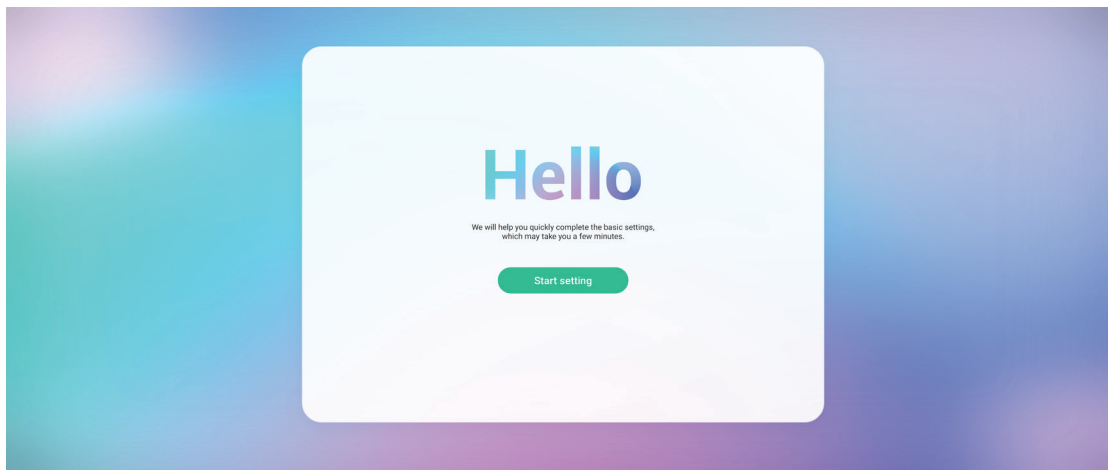 Hello
We will help you quickly complete the basic settings,
which may take you a few minutes.
Start setting